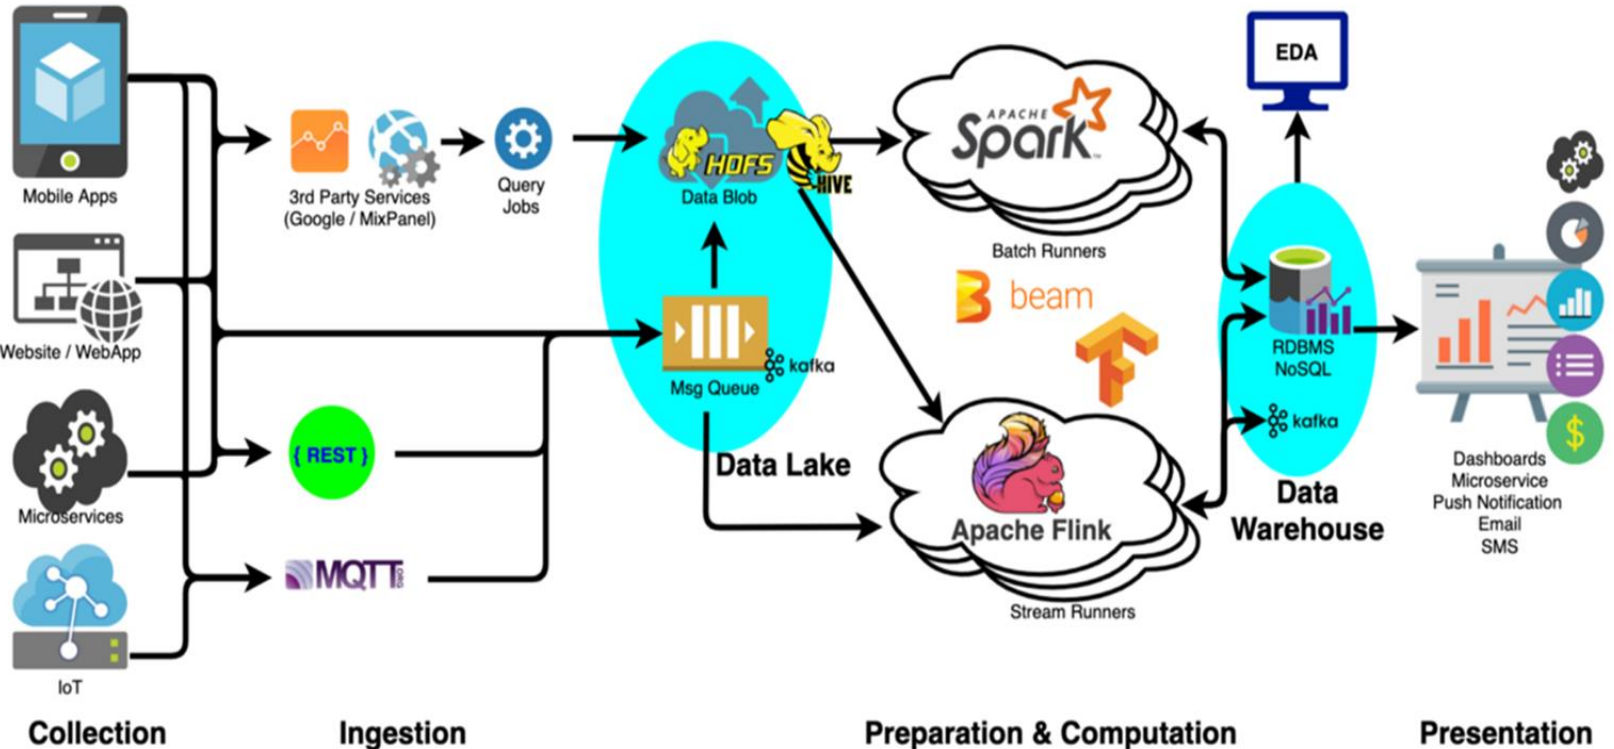 Mobile Apps
Website / WebApp
Microservices
IoT
3rd Party Services
(Google / MixPanel)
Query
Jobs
{ REST }
MQTT
.ORG
HDFS
HIVE
Data Blob
Msg Queue
kafka
Data Lake
APACHE
Spark
TM
Batch Runners
beam
Apache Flink
Stream Runners
EDA
RDBMS
NoSQL
kafka
Data
Warehouse
$
Dashboards
Microservice
Push Notification
Email
SMS
Collection
Ingestion
Preparation & Computation
Presentation